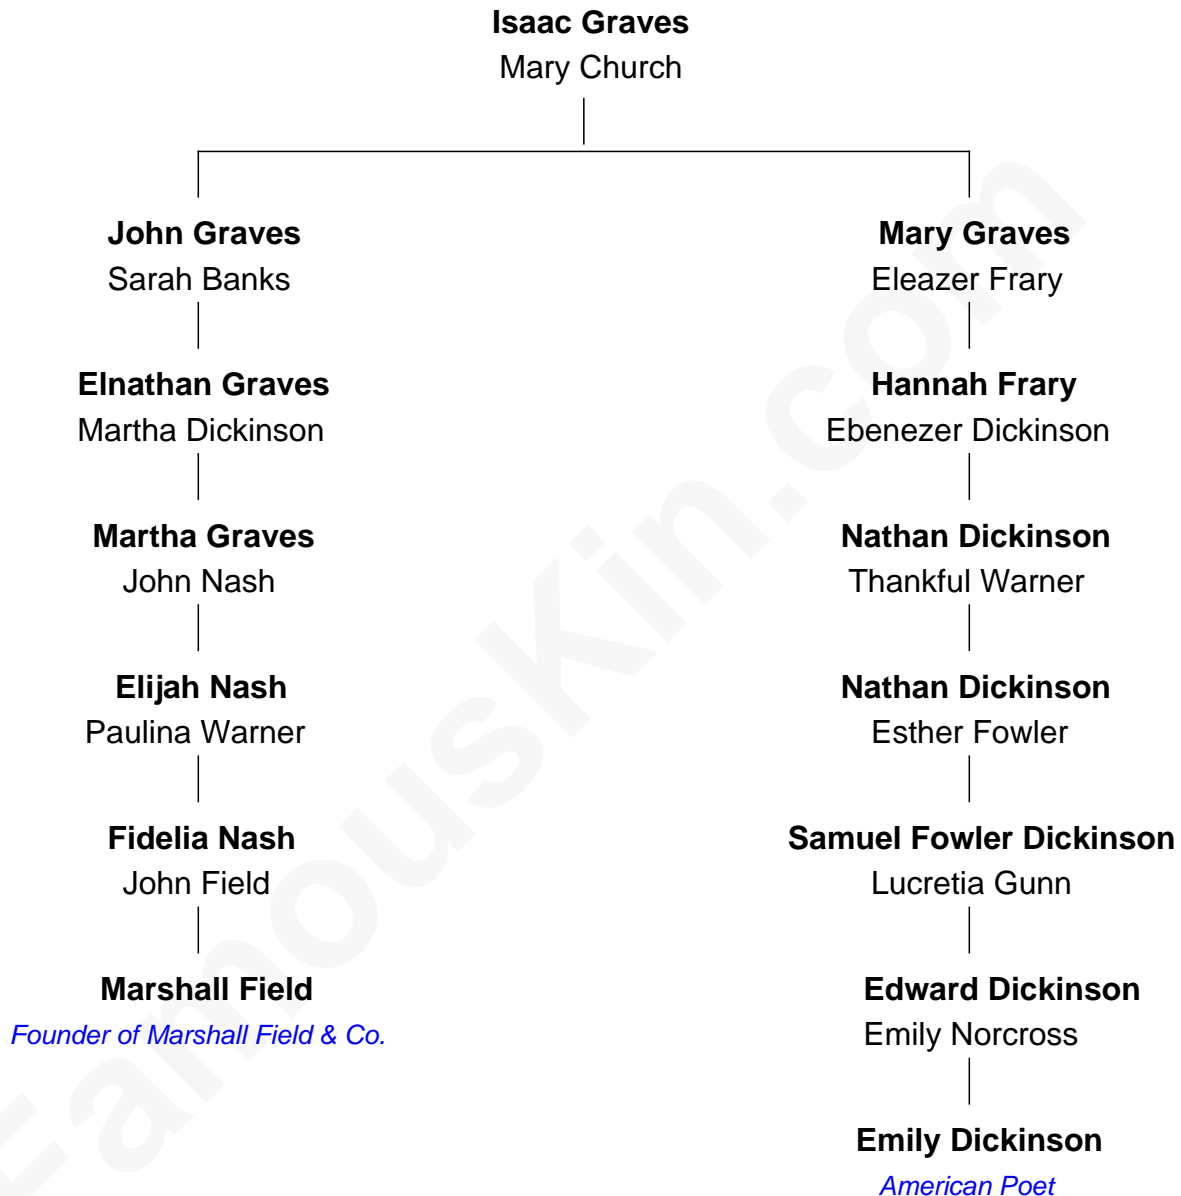 Isaac Graves
Mary Church
John Graves
Sarah Banks
Mary Graves
Eleazer Frary
Elnathan Graves
Martha Dickinson
Hannah Frary
Ebenezer Dickinson
Martha Graves
John Nash
Nathan Dickinson
Thankful Warner
Elijah Nash
Paulina Warner
Nathan Dickinson
Esther Fowler
Fidelia Nash
John Field
Samuel Fowler Dickinson
Lucretia Gunn
Marshall Field
Founder of Marshall Field & Co.
Edward Dickinson
Emily Norcross
Emily Dickinson
American Poet
FamousKin.com